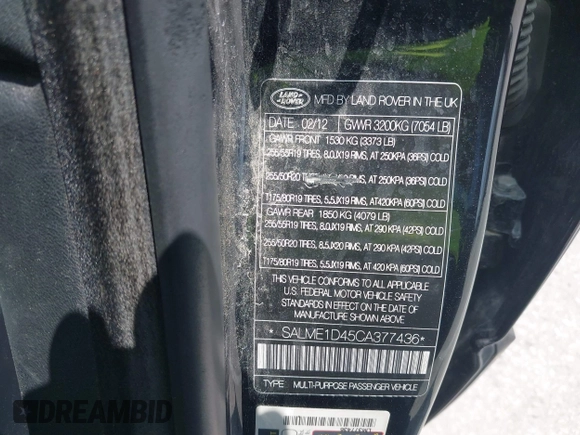 LAND
ROVER
MFD BY LAND ROVER IN THE UK
DATE 02/12 GVWR 3200KG (7054 LB)
GAWR FRONT 1530 KG (3373 LB)
255/55R19 TIRES, 8.0JX19 RIMS, AT 250KPA (36PSI) COLD
255/50R20 RIMS, AT 250KPA (36PSI) COLD
T175/80R19 TIRES, 5.5JX19 RIMS, AT420KPA (60PSI) COLD
GAWR REAR 1850 KG (4079 LB)
255/55R19 TIRES, 8.0JX19 RIMS, AT 290 KPA (42PSI) COLD
255/50R20 TIRES, 8.5JX20 RIMS, AT 290 KPA (42PSI) COLD
T175/80R19 TIRES, 5.5JX19 RIMS, AT 420 KPA (60PSI) COLD
THIS VEHICLE CONFORMS TO ALL APPLICABLE
U.S. FEDERAL MOTOR VEHICLE SAFETY
STANDARDS IN EFFECT ON THE DATE OF
MANUFACTURE SHOWN ABOVE
* SALME1D45CA377436*
TYPE MULTI-PURPOSE PASSENGER VEHICLE
DREAMBID